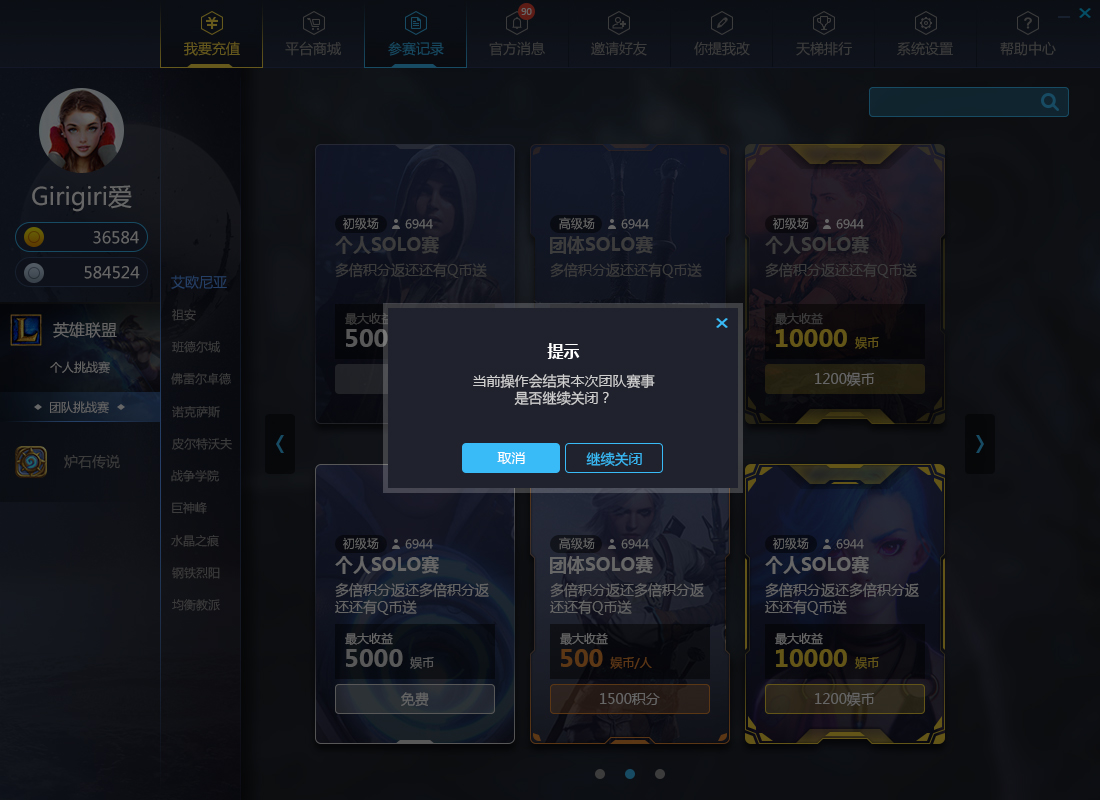 90
我要充值
平台商城
参赛记录
官方消息
邀请好友
你提我改
天梯排行
系统设置
帮助中心
Girigiri爱
36584
584524
英雄联盟
个人挑战赛
团队挑战赛
炉石传说
艾欧尼亚
祖安
班德尔城
佛雷尔卓德
诺克萨斯
皮尔特沃夫
战争学院
巨神峰
水晶之痕
钢铁烈阳
均衡教派
初级场 6944
个人SOLO赛
多倍积分返还还有Q币送
最大收益
500
高级场 6944
团体SOLO赛
多倍积分返还还有Q币送
初级场 6944
个人SOLO赛
多倍积分返还还有Q币送
最大收益
10000 娱币
1200娱币
提示
当前操作会结束本次团队赛事
是否继续关闭？
取消
继续关闭
初级场 6944
个人SOLO赛
多倍积分返还多倍积分返
还还有Q币送
最大收益
5000 娱币
免费
高级场 6944
团体SOLO赛
多倍积分返还多倍积分返
还还有Q币送
最大收益
500 娱币/人
1500积分
初级场 6944
个人SOLO赛
多倍积分返还多倍积分返
还还有Q币送
最大收益
10000 娱币
1200娱币